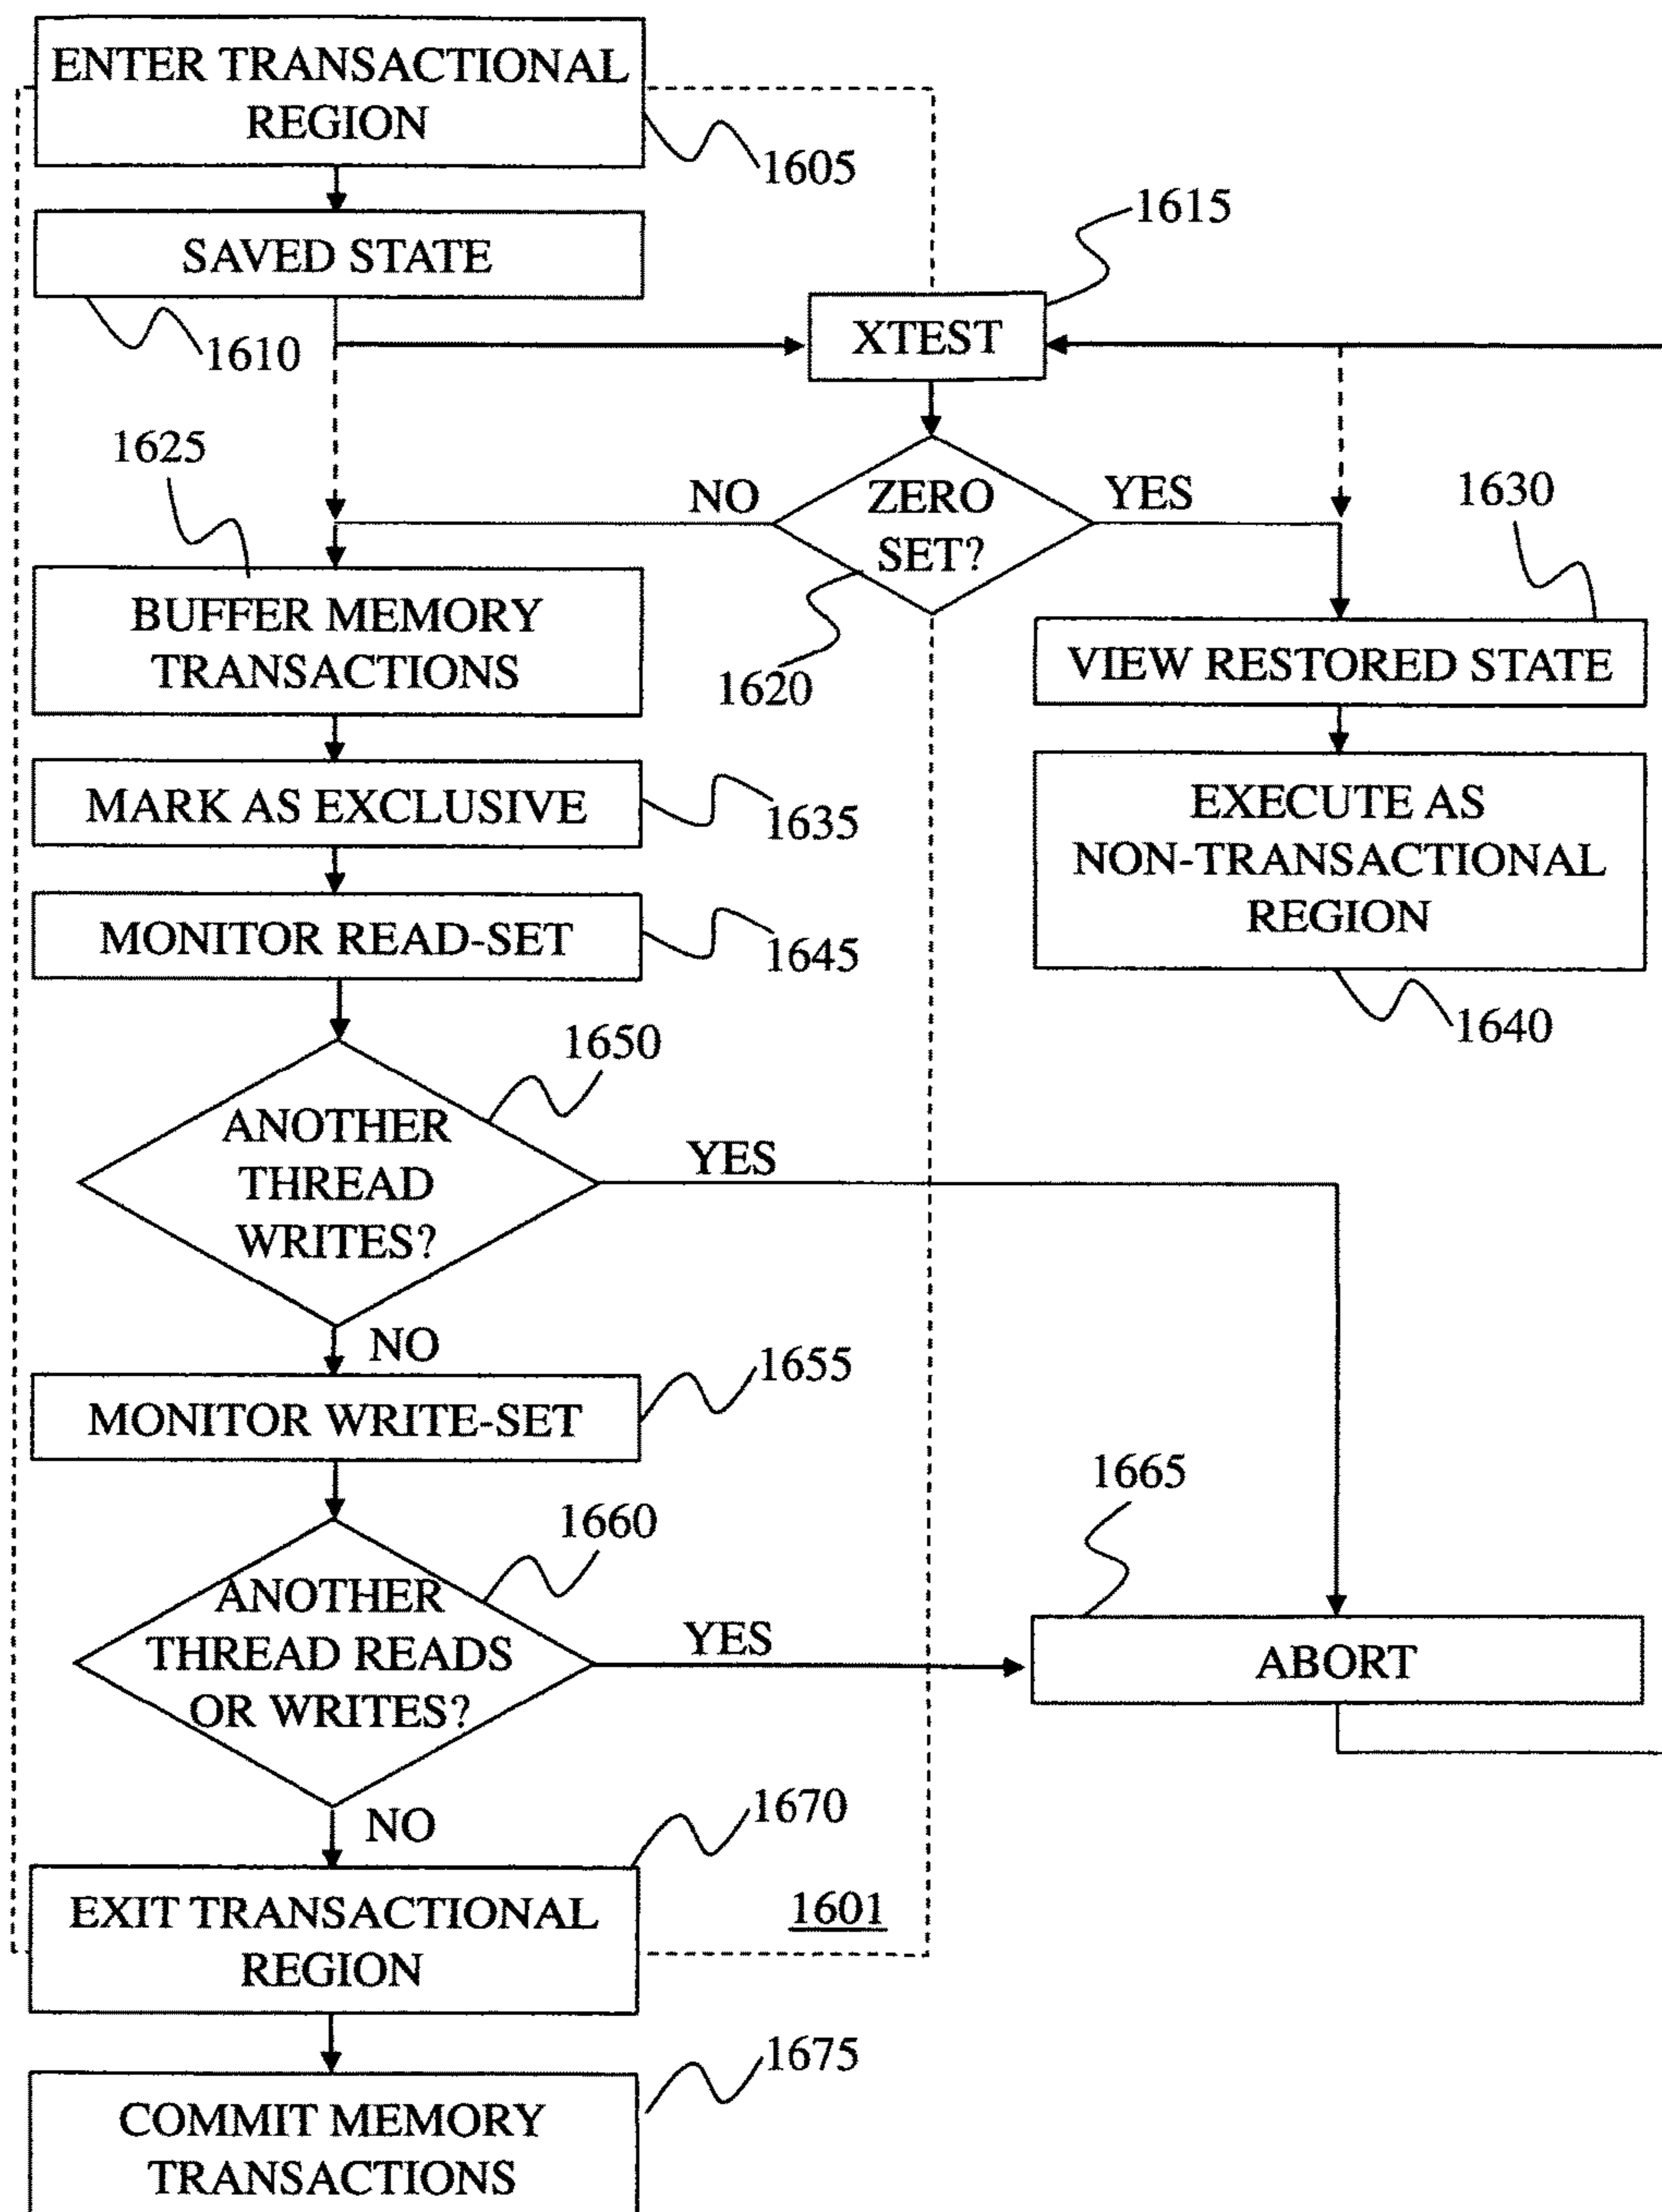 ENTER TRANSACTIONAL
REGION
1605
SAVED STATE
1610
1615
XTEST
1625
NO
ZERO
SET?
YES
1620
1630
BUFFER MEMORY
TRANSACTIONS
VIEW RESTORED STATE
MARK AS EXCLUSIVE
1635
EXECUTE AS
NON-TRANSACTIONAL
REGION
1640
MONITOR READ-SET
1645
1650
ANOTHER
THREAD
WRITES?
YES
NO
MONITOR WRITE-SET
1655
1660
ANOTHER
THREAD READS
OR WRITES?
YES
1665
ABORT
NO
1670
EXIT TRANSACTIONAL
REGION
1601
1675
COMMIT MEMORY
TRANSACTIONS